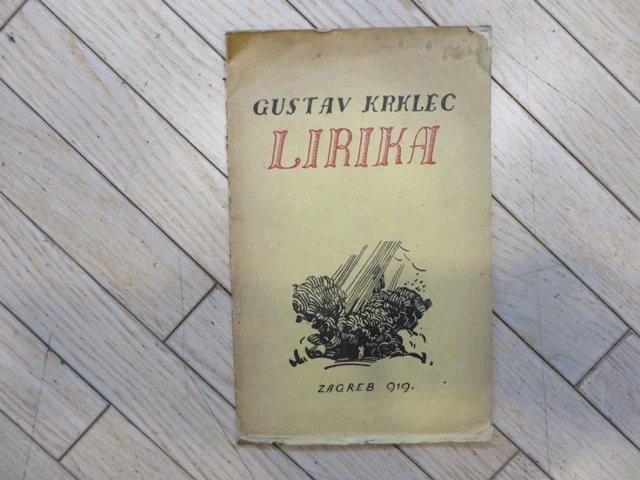 GUSTAV KRKLEC
LIRIKA
ZAGREB 919.